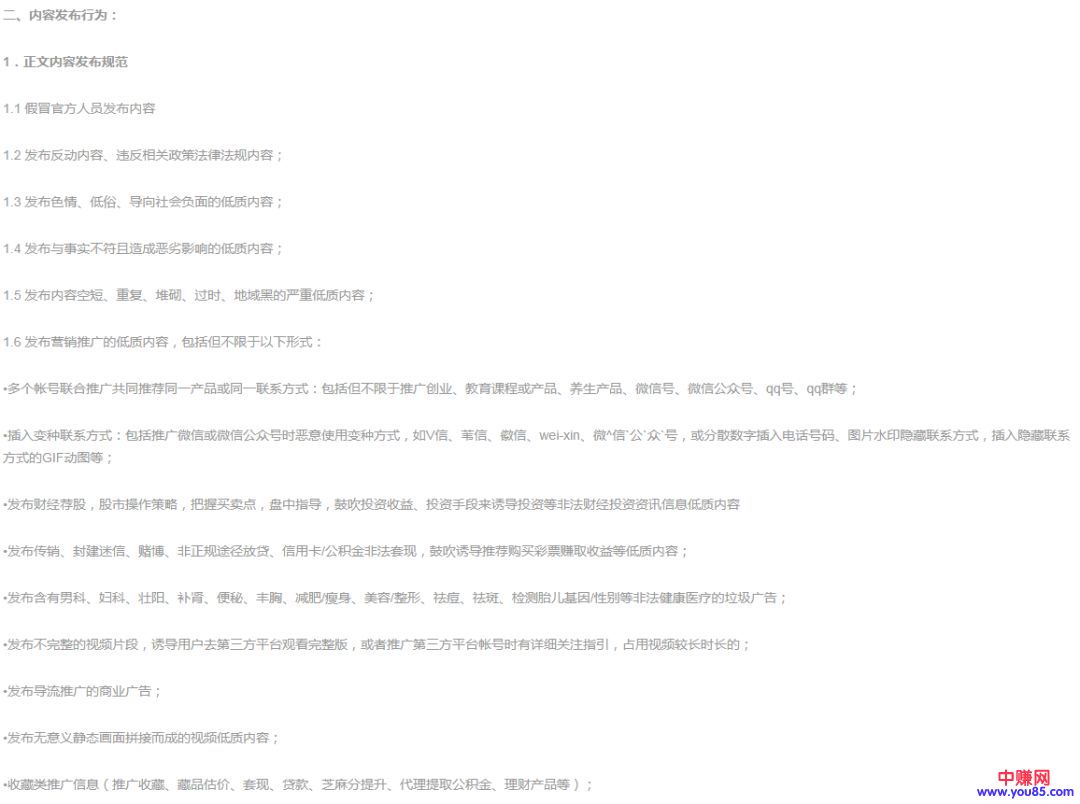 二、内容发布行为：
1．正文内容发布规范
1.1 假冒官方人员发布内容
1.2 发布反动内容、违反相关政策法律法规内容；
1.3 发布色情、低俗、导向社会负面的低质内容；
1.4 发布与事实不符且造成恶劣影响的低质内容；
1.5 发布内容空短、重复、堆砌、过时、地域黑的严重低质内容；
1.6 发布营销推广的低质内容，包括但不限于以下形式：
•多个帐号联合推广共同推荐同一产品或同一联系方式：包括但不限于推广创业、教育课程或产品、养生产品、微信号、微信公众号、qq号、qq群等；
•插入变种联系方式：包括推广微信或微信公众号时恶意使用变种方式，如V信、苇信、徽信、wei-xin、微^信`公`众`号，或分散数字插入电话号码、图片水印隐藏联系方式，插入隐藏联系
方式的GIF动图等；
•发布财经荐股，股市操作策略，把握买卖点，盘中指导，鼓吹投资收益、投资手段来诱导投资等非法财经投资资讯信息低质内容
•发布传销、封建迷信、赌博、非正规途径放贷、信用卡/公积金非法套现，鼓吹诱导推荐购买彩票赚取收益等低质内容；
•发布含有男科、妇科、壮阳、补肾、便秘、丰胸、减肥/瘦身、美容/整形、祛痘、祛斑、检测胎儿基因/性别等非法健康医疗的垃圾广告；
•发布不完整的视频片段，诱导用户去第三方平台观看完整版，或者推广第三方平台帐号时有详细关注指引，占用视频较长时长的；
•发布导流推广的商业广告；
•发布无意义静态画面拼接而成的视频低质内容；
•收藏类推广信息（推广收藏、藏品估价、套现、贷款、芝麻分提升、代理提取公积金、理财产品等）；
中赚网
www.you85.com